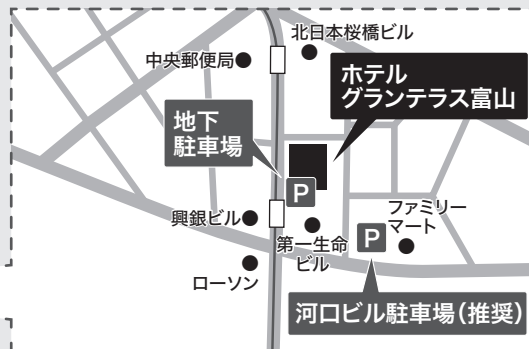 北日本桜橋ビル
中央郵便局
ホテル
グランテラス富山
地下
駐車場
P
興銀ビル
第一生命
ビル
P
ファミリー
マート
ローソン
河口ビル駐車場(推奨)